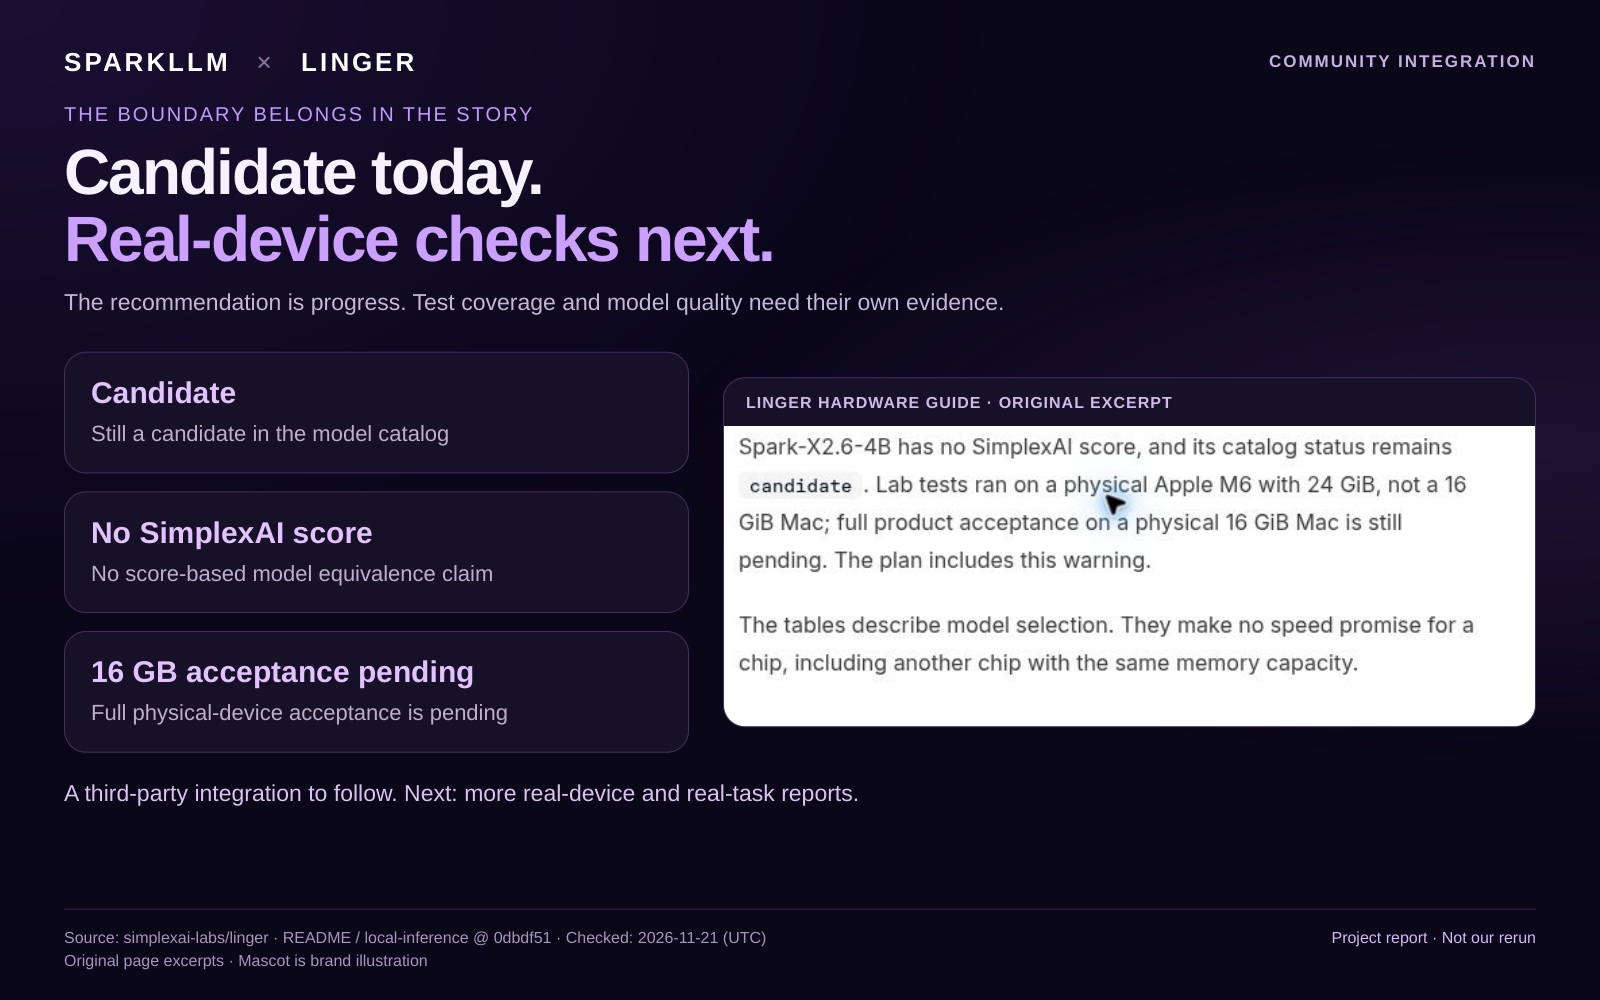 SPARKLLM × LINGER
COMMUNITY INTEGRATION
THE BOUNDARY BELONGS IN THE STORY
Candidate today.
Real-device checks next.
The recommendation is progress. Test coverage and model quality need their own evidence.
Candidate
Still a candidate in the model catalog
No SimplexAI score
No score-based model equivalence claim
16 GB acceptance pending
Full physical-device acceptance is pending
LINGER HARDWARE GUIDE · ORIGINAL EXCERPT
Spark-X2.6-4B has no SimplexAI score, and its catalog status remains
candidate. Lab tests ran on a physical Apple M6 with 24 GiB, not a 16
GiB Mac; full product acceptance on a physical 16 GiB Mac is still
pending. The plan includes this warning.
The tables describe model selection. They make no speed promise for a
chip, including another chip with the same memory capacity.
A third-party integration to follow. Next: more real-device and real-task reports.
Source: simplexai-labs/linger · README / local-inference @ 0dbdf51 · Checked: 2026-11-21 (UTC)
Original page excerpts · Mascot is brand illustration
Project report · Not our rerun